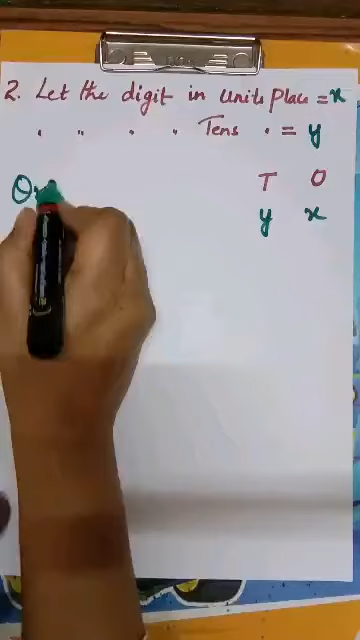 2. Let the digit in units place = x
" " " " Tens " = y
T O
y x